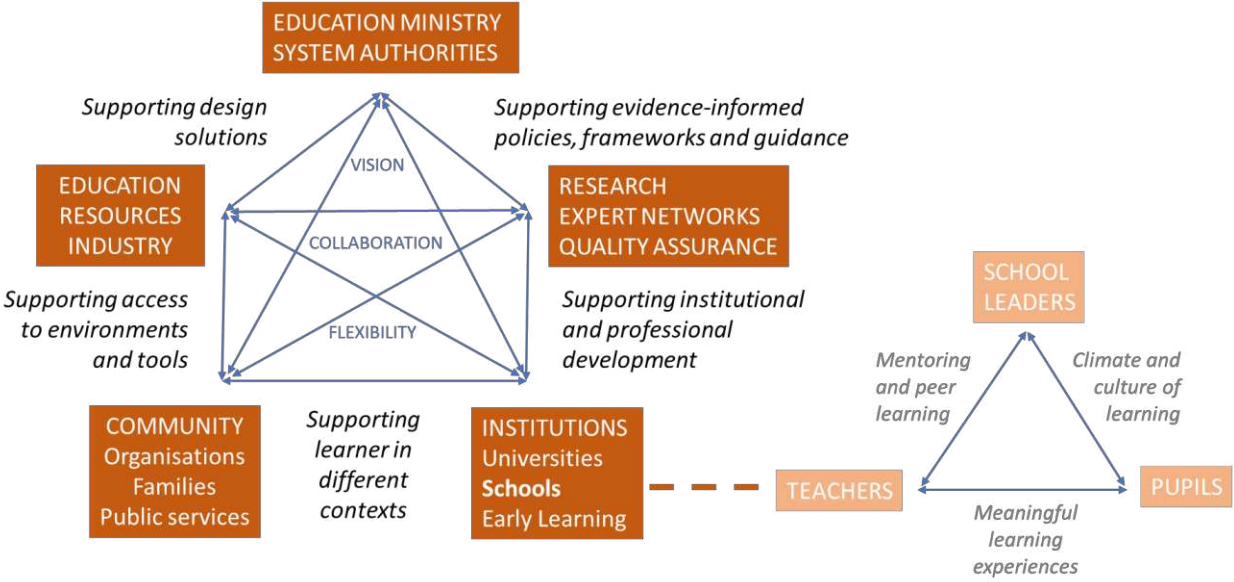 EDUCATION MINISTRY
SYSTEM AUTHORITIES
Supporting design
solutions
Supporting evidence-informed
policies, frameworks and guidance
VISION
EDUCATION
RESOURCES
INDUSTRY
RESEARCH
EXPERT NETWORKS
QUALITY ASSURANCE
COLLABORATION
Supporting access
to environments
and tools
FLEXIBILITY
Supporting institutional
and professional
development
COMMUNITY
Organisations
Families
Public services
Supporting
learner in
different
contexts
INSTITUTIONS
Universities
Schools
Early Learning
SCHOOL
LEADERS
Mentoring
and peer
learning
Climate and
culture of
learning
TEACHERS
PUPILS
Meaningful
learning
experiences